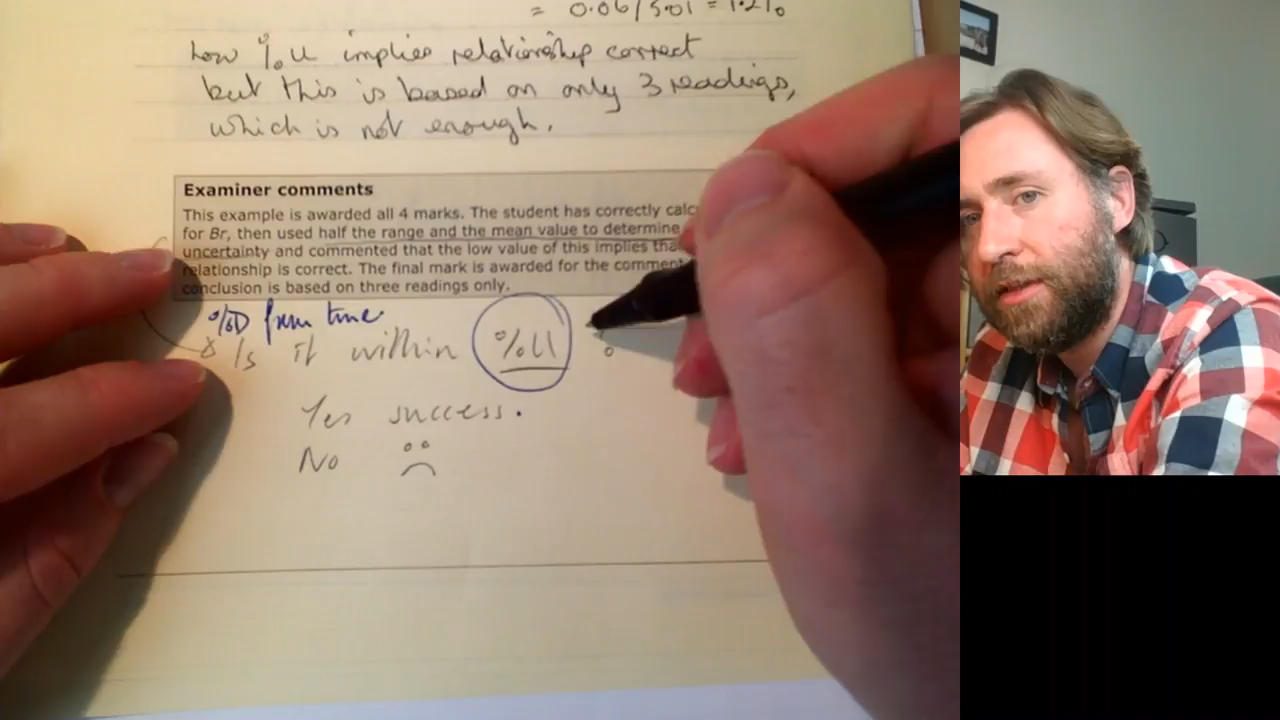 = 0.06/5.01 = 1.2%
low %U implies relationship correct
but this is based on only 3 readings,
which is not enough.
Examiner comments
This example is awarded all 4 marks. The student has correctly calc
for Br, then used half the range and the mean value to determine
uncertainty and commented that the low value of this implies tha
relationship is correct. The final mark is awarded for the comment
conclusion is based on three readings only.
%D from true
Is it within %U ?
Yes success.
No